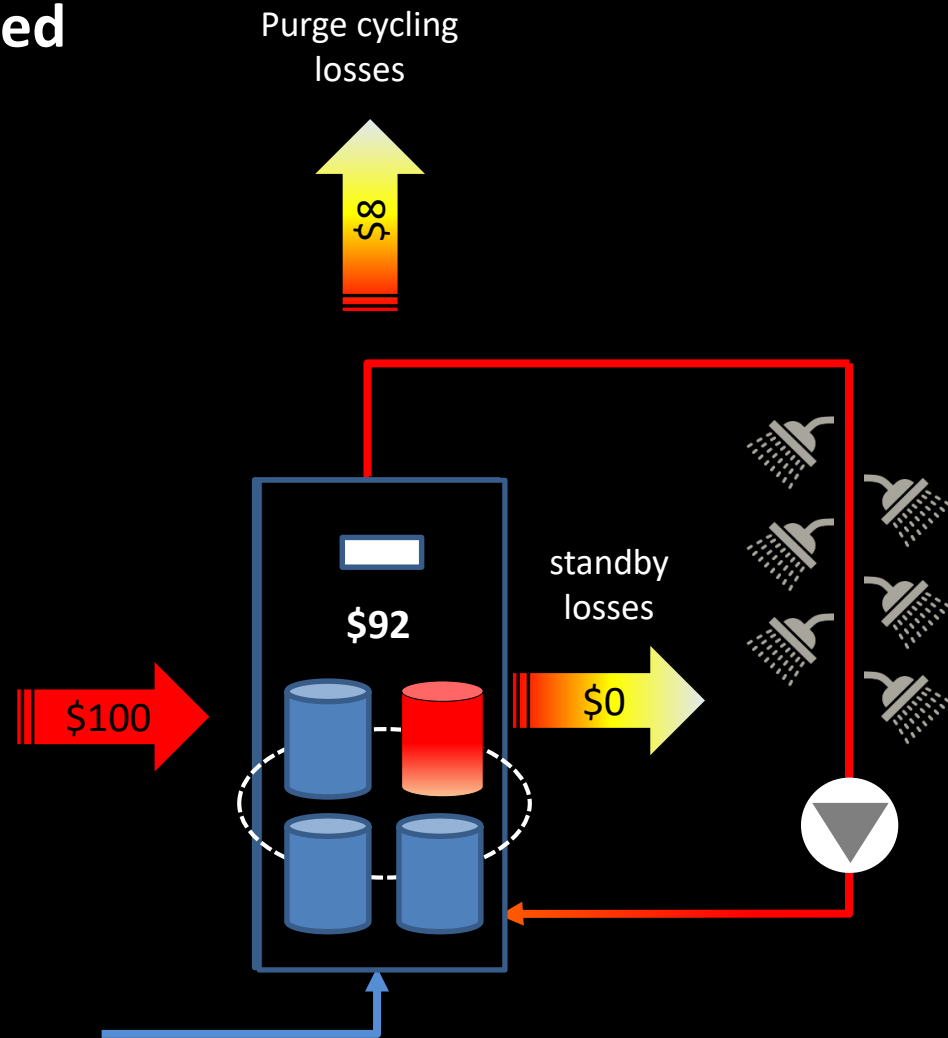 ed
Purge cycling
losses
$8
standby
losses
$92
$100
$0